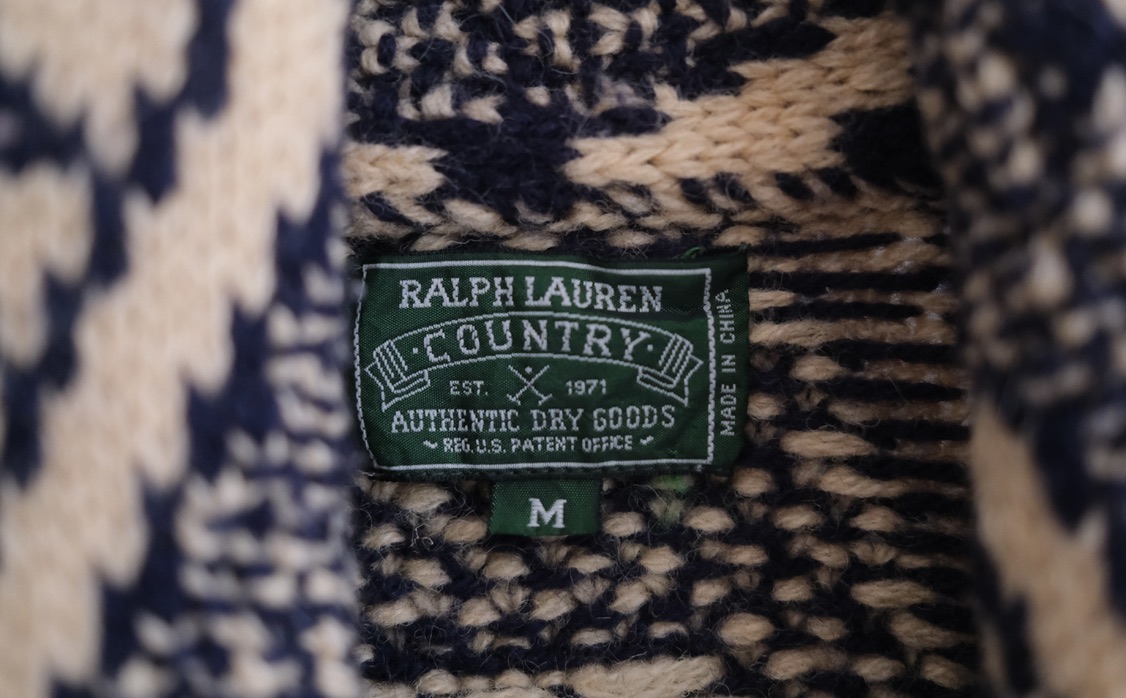 RALPH LAUREN
·COUNTRY·
EST. 1971
AUTHENTIC DRY GOODS
~ REG. U.S. PATENT OFFICE ~
MADE IN CHINA
M